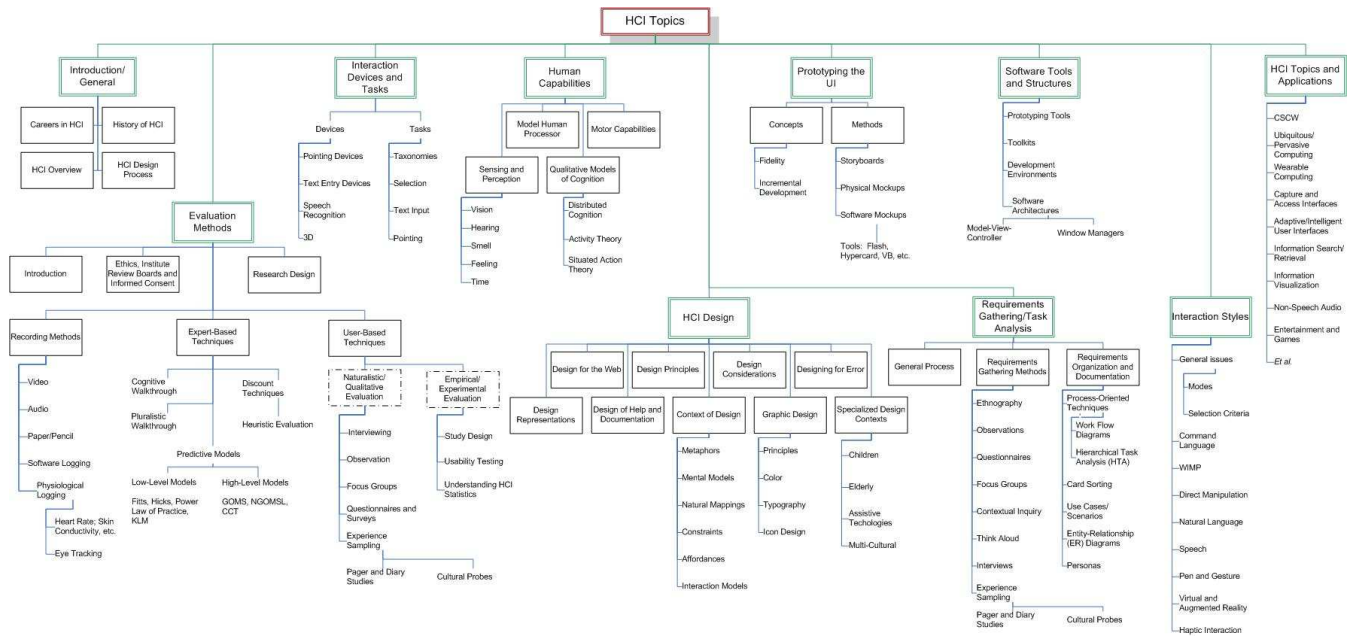 HCI Topics
Introduction/
General
Careers in HCI
History of HCI
HCI Overview
HCI Design
Process
Interaction
Devices and
Tasks
Devices
Pointing Devices
Text Entry Devices
Speech
Recognition
3D
Tasks
Taxonomies
Selection
Text Input
Pointing
Human
Capabilities
Model Human
Processor
Motor Capabilities
Sensing and
Perception
Vision
Hearing
Smell
Feeling
Time
Qualitative Models
of Cognition
Distributed
Cognition
Activity Theory
Situated Action
Theory
Prototyping the
UI
Concepts
Fidelity
Incremental
Development
Methods
Storyboards
Physical Mockups
Software Mockups
Tools: Flash,
Hypercard, VB, etc.
Software Tools
and Structures
Prototyping Tools
Toolkits
Development
Environments
Software
Architectures
Model-View-
Controller
Window Managers
HCI Topics and
Applications
CSCW
Ubiquitous/
Pervasive
Computing
Wearable
Computing
Capture and
Access Interfaces
Adaptive/Intelligent
User Interfaces
Information Search/
Retrieval
Information
Visualization
Non-Speech Audio
Entertainment and
Games
Et al.
Evaluation
Methods
Introduction
Ethics, Institute
Review Boards and
Informed Consent
Research Design
Recording Methods
Video
Audio
Paper/Pencil
Software Logging
Physiological
Logging
Heart Rate; Skin
Conductivity, etc.
Eye Tracking
Expert-Based
Techniques
Cognitive
Walkthrough
Pluralistic
Walkthrough
Discount
Techniques
Heuristic Evaluation
Predictive Models
Low-Level Models
Fitts, Hicks, Power
Law of Practice,
KLM
High-Level Models
GOMS, NGOMSL,
CCT
User-Based
Techniques
Naturalistic/
Qualitative
Evaluation
Interviewing
Observation
Focus Groups
Questionnaires and
Surveys
Experience
Sampling
Pager and Diary
Studies
Cultural Probes
Empirical/
Experimental
Evaluation
Study Design
Usability Testing
Understanding HCI
Statistics
HCI Design
Design for the Web
Design Principles
Design
Considerations
Designing for Error
Design
Representations
Design of Help and
Documentation
Context of Design
Metaphors
Mental Models
Natural Mappings
Constraints
Affordances
Interaction Models
Graphic Design
Principles
Color
Typography
Icon Design
Specialized Design
Contexts
Children
Elderly
Assistive
Techologies
Multi-Cultural
Requirements
Gathering/Task
Analysis
General Process
Requirements
Gathering Methods
Ethnography
Observations
Questionnaires
Focus Groups
Contextual Inquiry
Think Aloud
Interviews
Experience
Sampling
Pager and Diary
Studies
Cultural Probes
Requirements
Organization and
Documentation
Process-Oriented
Techniques
Work Flow
Diagrams
Hierarchical Task
Analysis (HTA)
Card Sorting
Use Cases/
Scenarios
Entity-Relationship
(ER) Diagrams
Personas
Interaction Styles
General issues
Modes
Selection Criteria
Command
Language
WIMP
Direct Manipulation
Natural Language
Speech
Pen and Gesture
Virtual and
Augmented Reality
Haptic Interaction